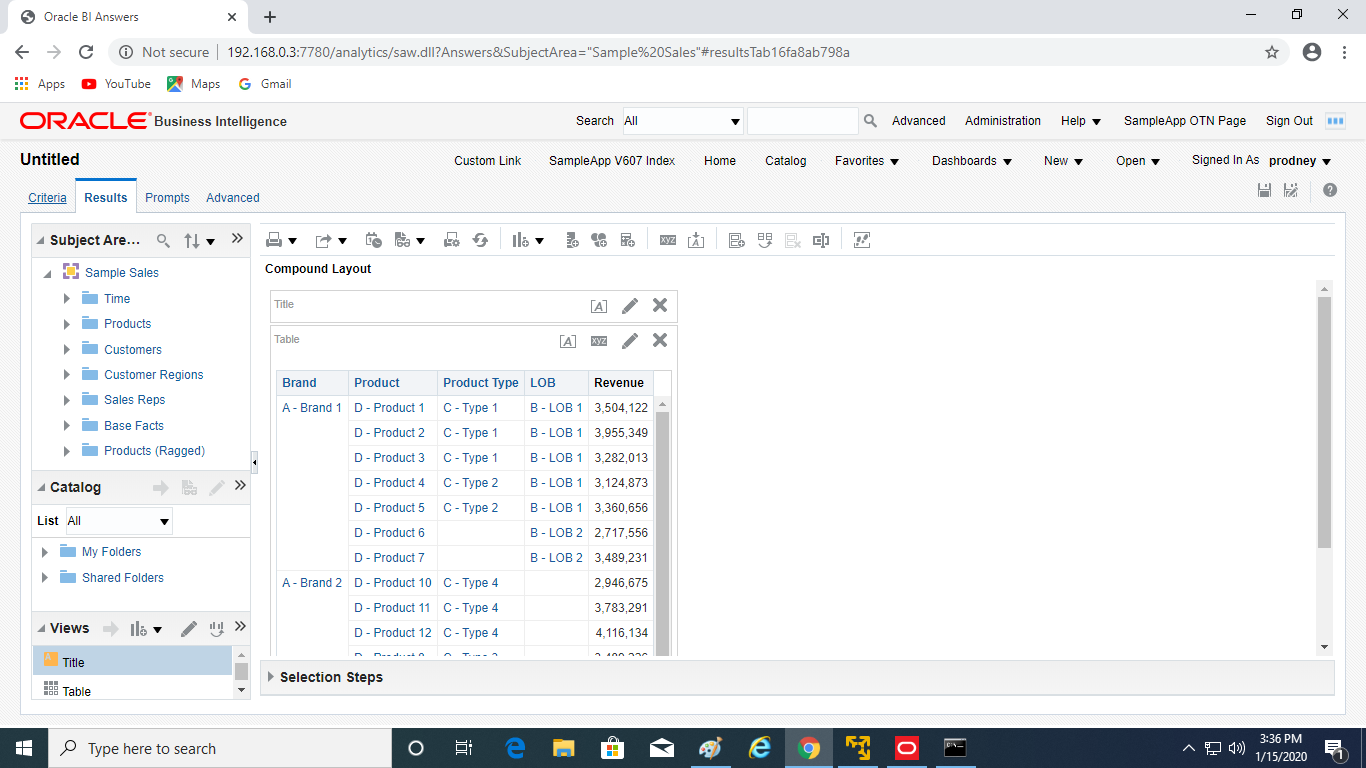 Oracle BI Answers
Not secure | 192.168.0.3:7780/analytics/saw.dll?Answers&SubjectArea="Sample%20Sales"#resultsTab16fa8ab798a
Apps YouTube Maps Gmail
ORACLE Business Intelligence Search All Advanced Administration Help SampleApp OTN Page Sign Out
Untitled Custom Link SampleApp V607 Index Home Catalog Favorites Dashboards New Open Signed In As prodney
Criteria Results Prompts Advanced
Subject Are...
Sample Sales
Time
Products
Customers
Customer Regions
Sales Reps
Base Facts
Products (Ragged)
Catalog
List All
My Folders
Shared Folders
Views
Title
Table
xyz
Compound Layout
Title
Table xyz
Brand Product Product Type LOB Revenue
A - Brand 1 D - Product 1 C - Type 1 B - LOB 1 3,504,122
D - Product 2 C - Type 1 B - LOB 1 3,955,349
D - Product 3 C - Type 1 B - LOB 1 3,282,013
D - Product 4 C - Type 2 B - LOB 1 3,124,873
D - Product 5 C - Type 2 B - LOB 1 3,360,656
D - Product 6 B - LOB 2 2,717,556
D - Product 7 B - LOB 2 3,489,231
A - Brand 2 D - Product 10 C - Type 4 2,946,675
D - Product 11 C - Type 4 3,783,291
D - Product 12 C - Type 4 4,116,134
Selection Steps
Type here to search
3:36 PM
1/15/2020
1